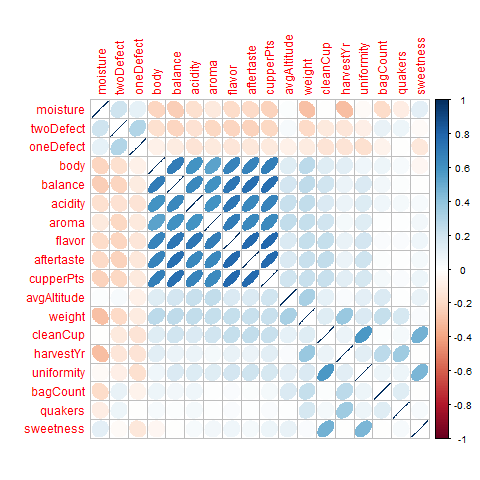 moisture
twoDefect
oneDefect
body
balance
acidity
aroma
flavor
aftertaste
cupperPts
avgAltitude
weight
cleanCup
harvestYr
uniformity
bagCount
quakers
sweetness
moisture
twoDefect
oneDefect
body
balance
acidity
aroma
flavor
aftertaste
cupperPts
avgAltitude
weight
cleanCup
harvestYr
uniformity
bagCount
quakers
sweetness
1
0.8
0.6
0.4
0.2
0
-0.2
-0.4
-0.6
-0.8
-1